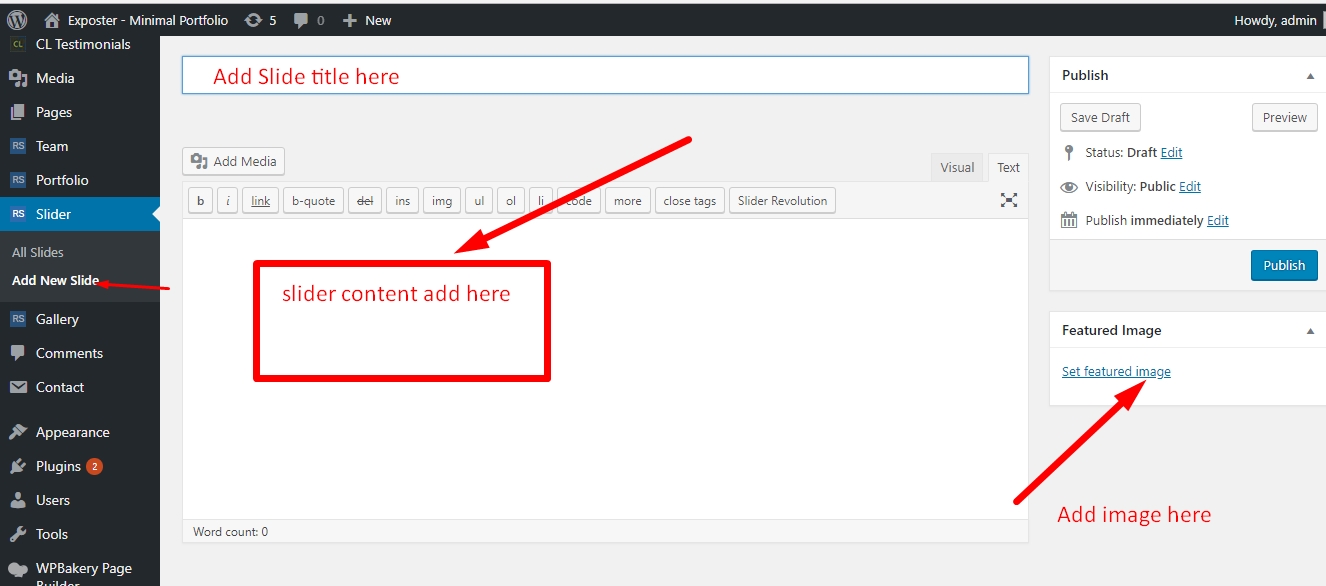 Exposter - Minimal Portfolio 5 0 New Howdy, admin
CL CL Testimonials
Media
Pages
RS Team
RS Portfolio
RS Slider
All Slides
Add New Slide
RS Gallery
Comments
Contact
Appearance
Plugins 2
Users
Tools
WPBakery Page
Builder
Add Slide title here
Add Media
Visual Text
b i link b-quote del ins img ul ol li code more close tags Slider Revolution
slider content add here
Word count: 0
Publish
Save Draft Preview
Status: Draft Edit
Visibility: Public Edit
Publish immediately Edit
Publish
Featured Image
Set featured image
Add image here